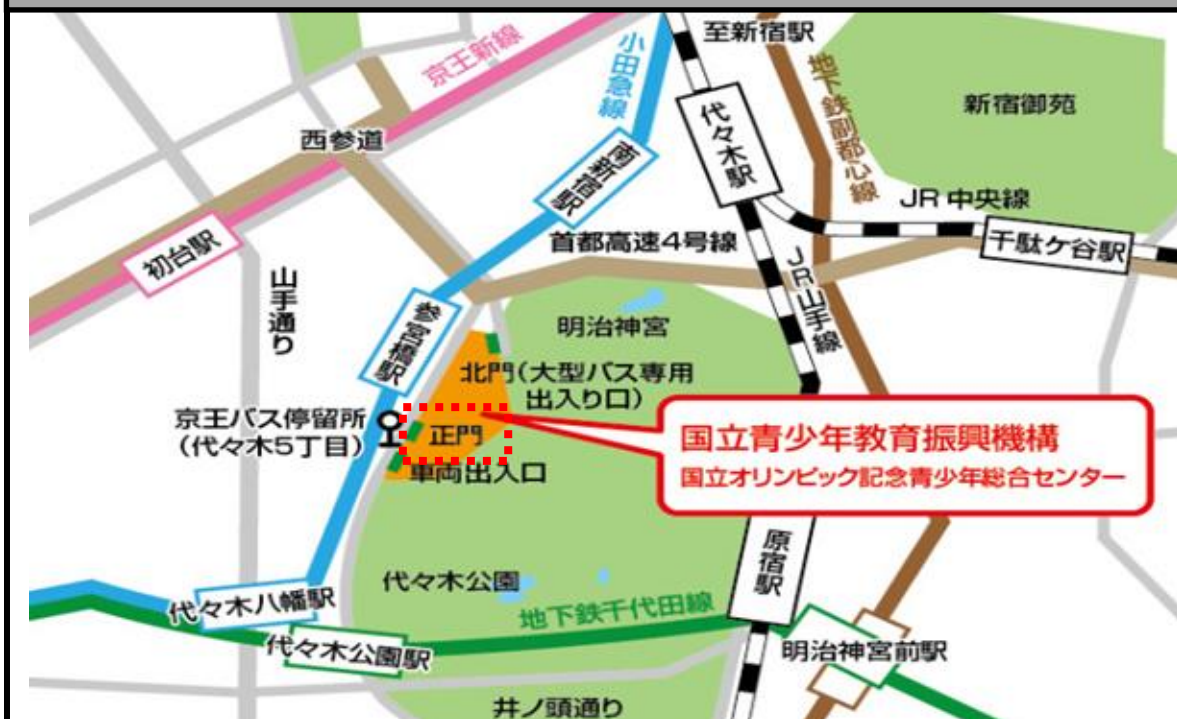 至新宿駅
京王新線
小田急線
地下鉄副都心線
代々木駅
新宿御苑
西参道
南新宿駅
JR中央線
初台駅
首都高速4号線
千駄ケ谷駅
山手通り
JR山手線
参宮橋駅
明治神宮
北門(大型バス専用
出入り口)
京王バス停留所
(代々木5丁目)
正門
車両出入口
国立青少年教育振興機構
国立オリンピック記念青少年総合センター
原宿駅
代々木公園
代々木八幡駅
地下鉄千代田線
代々木公園駅
明治神宮前駅
井ノ頭通り